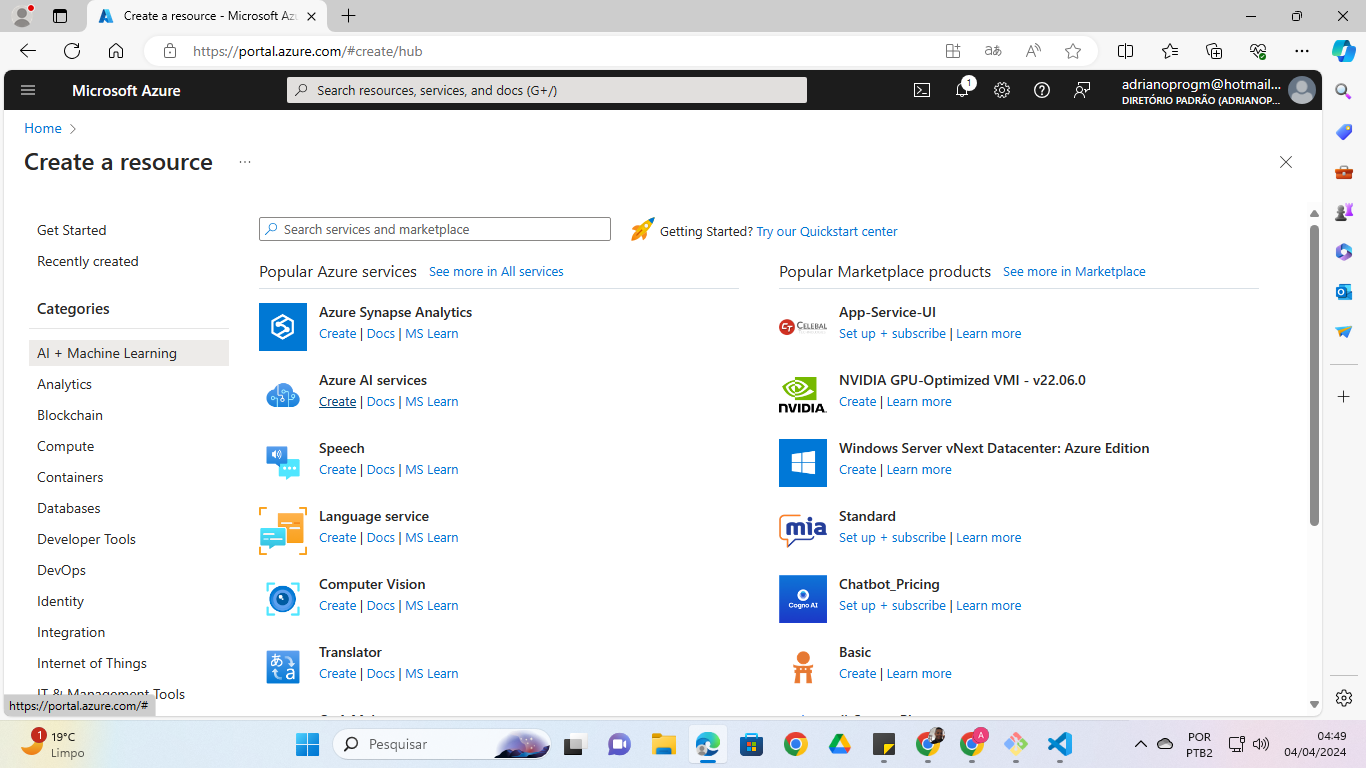 Create a resource - Microsoft Az
https://portal.azure.com/#create/hub
Microsoft Azure
Search resources, services, and docs (G+/)
1
adrianoprogm@hotmail...
DIRETÓRIO PADRÃO (ADRIANOP...
Home
Create a resource
Get Started
Recently created
Categories
AI + Machine Learning
Analytics
Blockchain
Compute
Containers
Databases
Developer Tools
DevOps
Identity
Integration
Internet of Things
IT & Management Tools
Search services and marketplace
Getting Started? Try our Quickstart center
Popular Azure services See more in All services
Azure Synapse Analytics
Create | Docs | MS Learn
Azure AI services
Create | Docs | MS Learn
Speech
Create | Docs | MS Learn
Language service
Create | Docs | MS Learn
Computer Vision
Create | Docs | MS Learn
Translator
Create | Docs | MS Learn
Popular Marketplace products See more in Marketplace
CELEBAL
App-Service-UI
Set up + subscribe | Learn more
NVIDIA
NVIDIA GPU-Optimized VMI - v22.06.0
Create | Learn more
Windows Server vNext Datacenter: Azure Edition
Create | Learn more
mia
Standard
Set up + subscribe | Learn more
Cogno AI
Chatbot_Pricing
Set up + subscribe | Learn more
Basic
Create | Learn more
https://portal.azure.com/#
1
19°C
Limpo
Pesquisar
A
POR
PTB2
04:49
04/04/2024